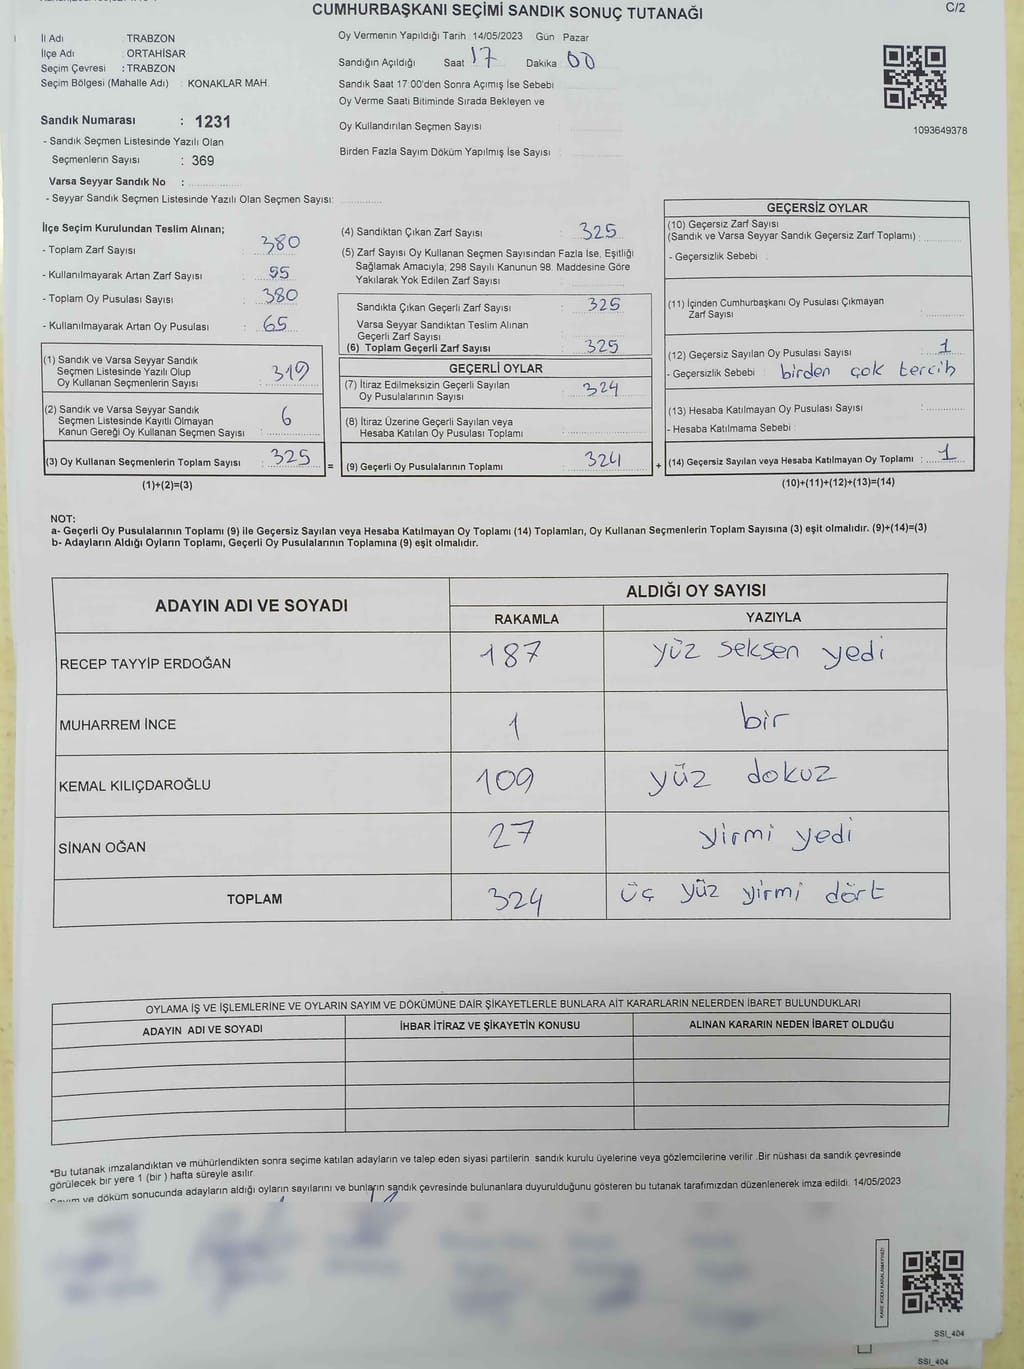 CUMHURBAŞKANI SEÇİMİ SANDIK SONUÇ TUTANAĞI
C/2
İl Adı : TRABZON
İlçe Adı : ORTAHİSAR
Seçim Çevresi : TRABZON
Seçim Bölgesi (Mahalle Adı) : KONAKLAR MAH.
Sandık Numarası : 1231
- Sandık Seçmen Listesinde Yazılı Olan
Seçmenlerin Sayısı : 369
Varsa Seyyar Sandık No :
- Seyyar Sandık Seçmen Listesinde Yazılı Olan Seçmen Sayısı:
Oy Vermenin Yapıldığı Tarih : 14/05/2023 Gün Pazar
Sandığın Açıldığı Saat 17 Dakika 00
Sandık Saat 17:00'den Sonra Açımış İse Sebebi
Oy Verme Saati Bitiminde Sırada Bekleyen ve
Oy Kullandırılan Seçmen Sayısı
Birden Fazla Sayım Döküm Yapılmış İse Sayısı :
1093649378
İlçe Seçim Kurulundan Teslim Alınan;
- Toplam Zarf Sayısı : 380
- Kullanılmayarak Artan Zarf Sayısı : 55
- Toplam Oy Pusulası Sayısı : 380
- Kullanılmayarak Artan Oy Pusulası : 65
(1) Sandık ve Varsa Seyyar Sandık
Seçmen Listesinde Yazılı Olup
Oy Kullanan Seçmenlerin Sayısı : 319
(2) Sandık ve Varsa Seyyar Sandık
Seçmen Listesinde Kayıtlı Olmayan
Kanun Gereği Oy Kullanan Seçmen Sayısı : 6
(3) Oy Kullanan Seçmenlerin Toplam Sayısı : 325 =
(1)+(2)=(3)
(4) Sandıktan Çıkan Zarf Sayısı : 325
(5) Zarf Sayısı Oy Kullanan Seçmen Sayısından Fazla İse, Eşitliği
Sağlamak Amacıyla; 298 Sayılı Kanunun 98. Maddesine Göre
Yakılarak Yok Edilen Zarf Sayısı :
Sandıkta Çıkan Geçerli Zarf Sayısı : 325
Varsa Seyyar Sandıktan Teslim Alınan
Geçerli Zarf Sayısı :
(6) Toplam Geçerli Zarf Sayısı : 325
GEÇERLİ OYLAR
(7) İtiraz Edilmeksizin Geçerli Sayılan
Oy Pusulalarının Sayısı : 324
(8) İtiraz Üzerine Geçerli Sayılan veya
Hesaba Katılan Oy Pusulası Toplamı :
(9) Geçerli Oy Pusulalarının Toplamı : 324 +
GEÇERSİZ OYLAR
(10) Geçersiz Zarf Sayısı
(Sandık ve Varsa Seyyar Sandık Geçersiz Zarf Toplamı) :
- Geçersizlik Sebebi :
(11) İçinden Cumhurbaşkanı Oy Pusulası Çıkmayan
Zarf Sayısı :
(12) Geçersiz Sayılan Oy Pusulası Sayısı : 1
- Geçersizlik Sebebi : birden çok tercih
(13) Hesaba Katılmayan Oy Pusulası Sayısı :
- Hesaba Katılmama Sebebi :
(14) Geçersiz Sayılan veya Hesaba Katılmayan Oy Toplamı : 1
(10)+(11)+(12)+(13)=(14)
NOT:
a- Geçerli Oy Pusulalarının Toplamı (9) ile Geçersiz Sayılan veya Hesaba Katılmayan Oy Toplamı (14) Toplamları, Oy Kullanan Seçmenlerin Toplam Sayısına (3) eşit olmalıdır. (9)+(14)=(3)
b- Adayların Aldığı Oyların Toplamı, Geçerli Oy Pusulalarının Toplamına (9) eşit olmalıdır.
ADAYIN ADI VE SOYADI ALDIĞI OY SAYISI
RAKAMLA YAZIYLA
RECEP TAYYİP ERDOĞAN 187 yüz seksen yedi
MUHARREM İNCE 1 bir
KEMAL KILIÇDAROĞLU 109 yüz dokuz
SİNAN OĞAN 27 yirmi yedi
TOPLAM 324 üç yüz yirmi dört
OYLAMA İŞ VE İŞLEMLERİNE VE OYLARIN SAYIM VE DÖKÜMÜNE DAİR ŞİKAYETLERLE BUNLARA AİT KARARLARIN NELERDEN İBARET BULUNDUKLARI
ADAYIN ADI VE SOYADI İHBAR İTİRAZ VE ŞİKAYETİN KONUSU ALINAN KARARIN NEDEN İBARET OLDUĞU
*Bu tutanak imzalandıktan ve mühürlendikten sonra seçime katılan adayların ve talep eden siyasi partilerin sandık kurulu üyelerine veya gözlemcilerine verilir .Bir nüshası da sandık çevresinde
görülecek bir yere 1 (bir ) hafta süreyle asılır.
Sayım ve döküm sonucunda adayların aldığı oyların sayılarını ve bunların sandık çevresinde bulunanlara duyurulduğunu gösteren bu tutanak tarafımızdan düzenlenerek imza edildi. 14/05/2023
SSI_404
SSI_404